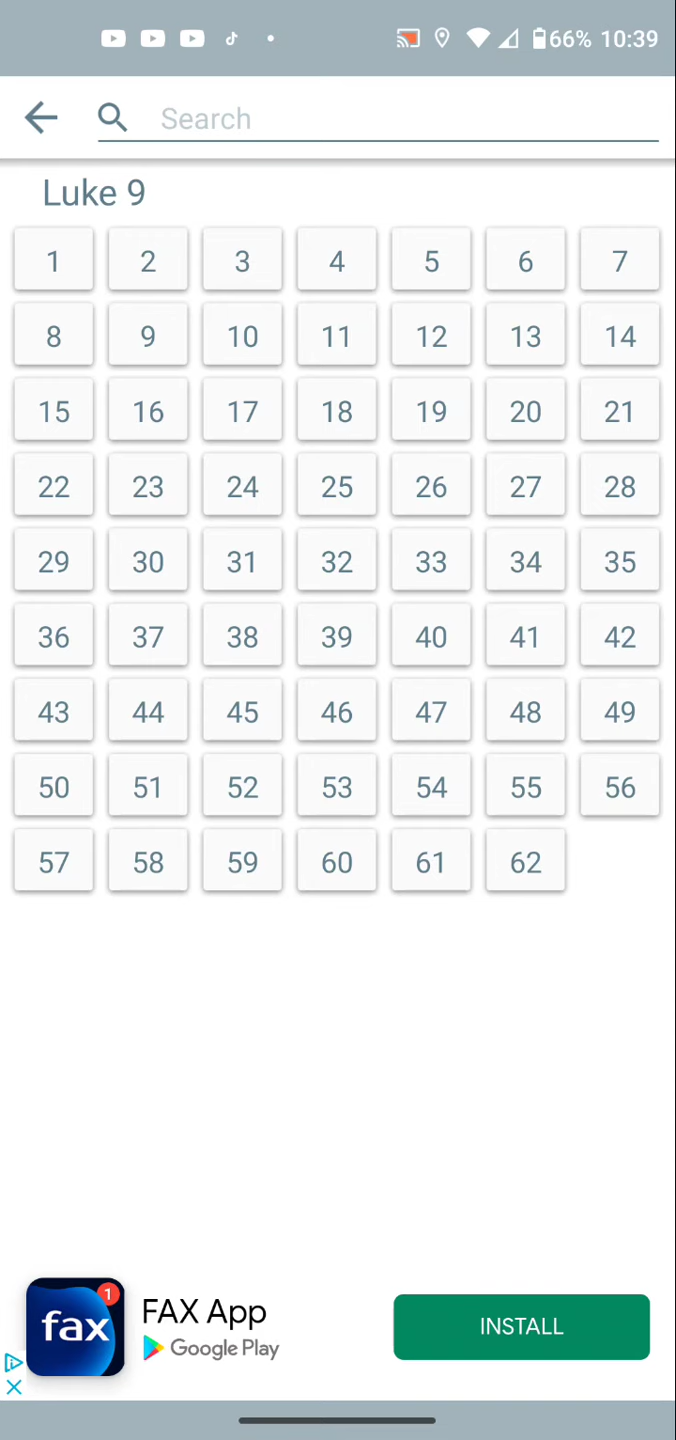 66% 10:39
Search
Luke 9
1 2 3 4 5 6 7
8 9 10 11 12 13 14
15 16 17 18 19 20 21
22 23 24 25 26 27 28
29 30 31 32 33 34 35
36 37 38 39 40 41 42
43 44 45 46 47 48 49
50 51 52 53 54 55 56
57 58 59 60 61 62
1
fax
FAX App
Google Play
INSTALL